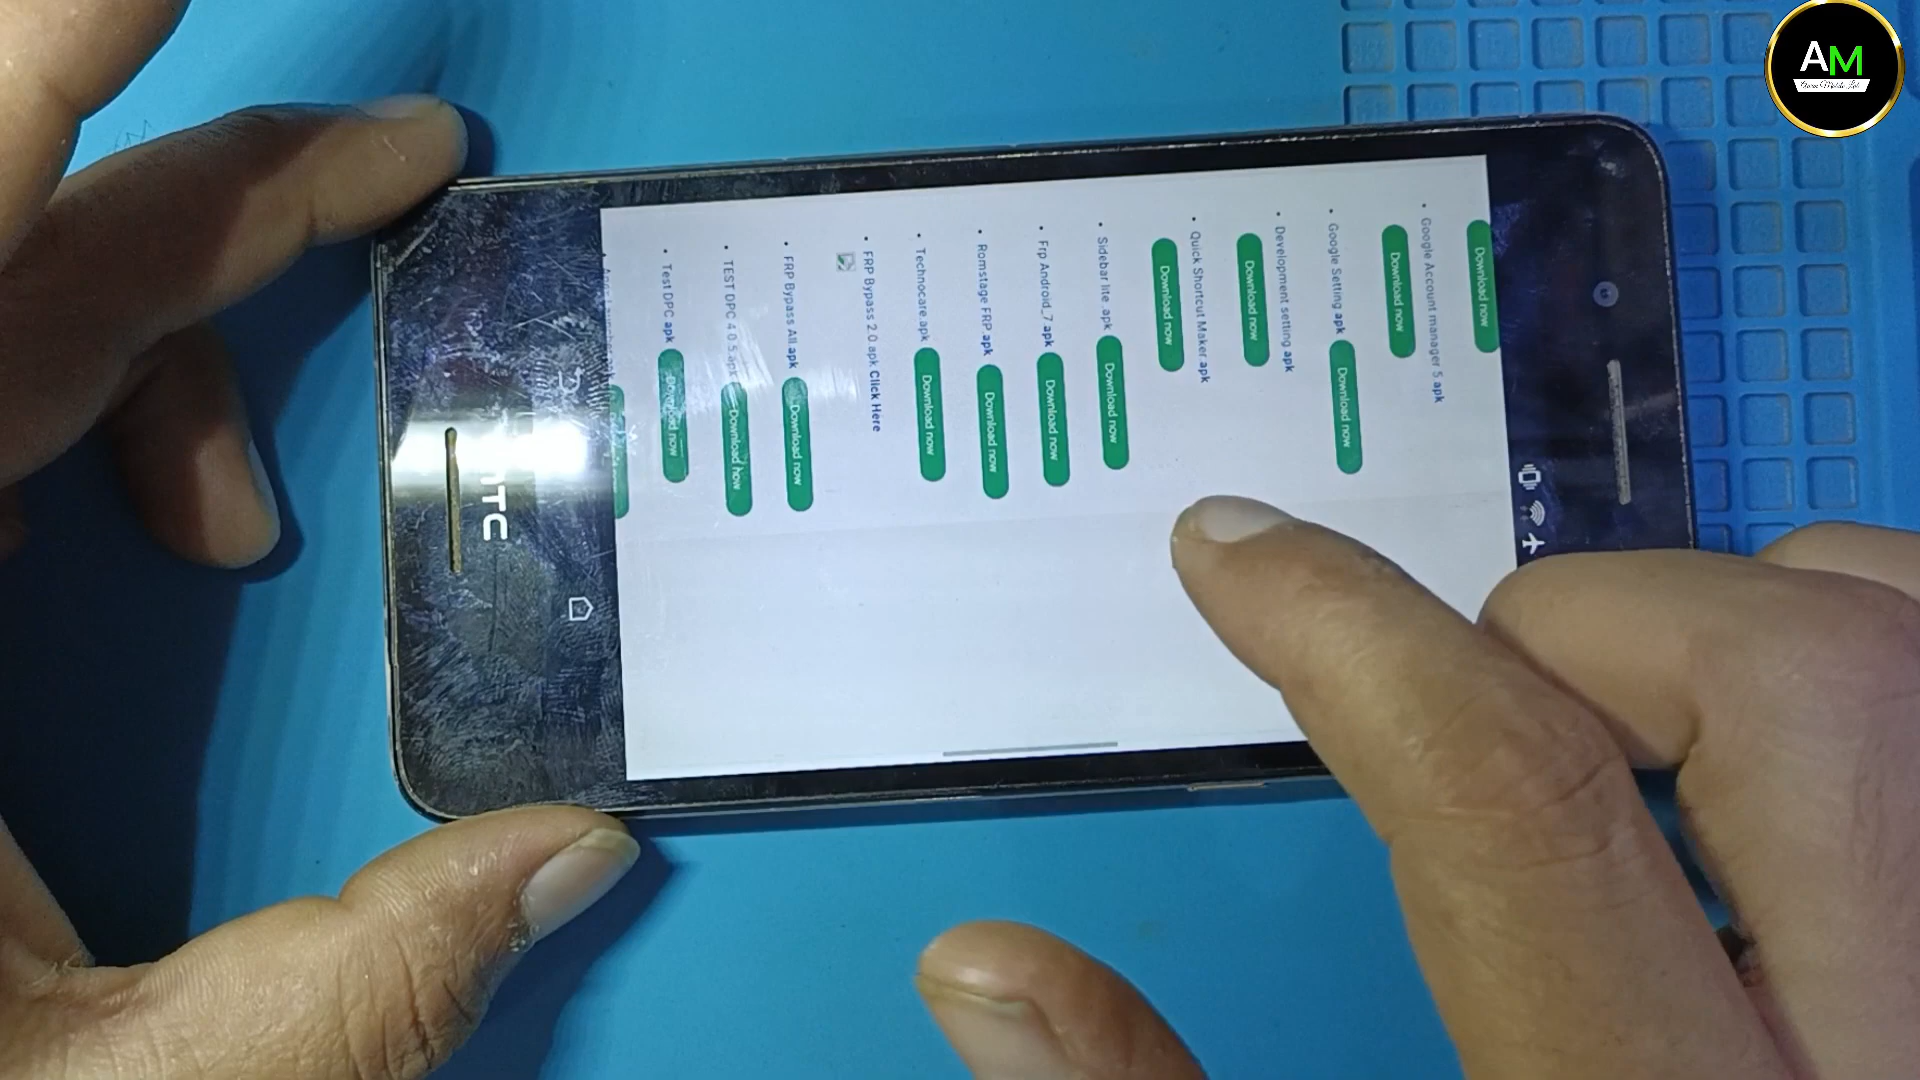 Download now
Google Account manager 5 apk
Download now
Google Setting apk
Download now
Development setting apk
Download now
Quick Shortcut Maker apk
Download now
Sidebar lite. apk
Download now
Frp Android_7.apk
Download now
Romstage FRP.apk
Download now
Technocare.apk
Download now
FRP Bypass 2.0.apk Click Here
FRP Bypass All.apk
Download now
TEST DPC 4.0.5.apk
Download now
Test DPC apk
Download now
HTC
AM